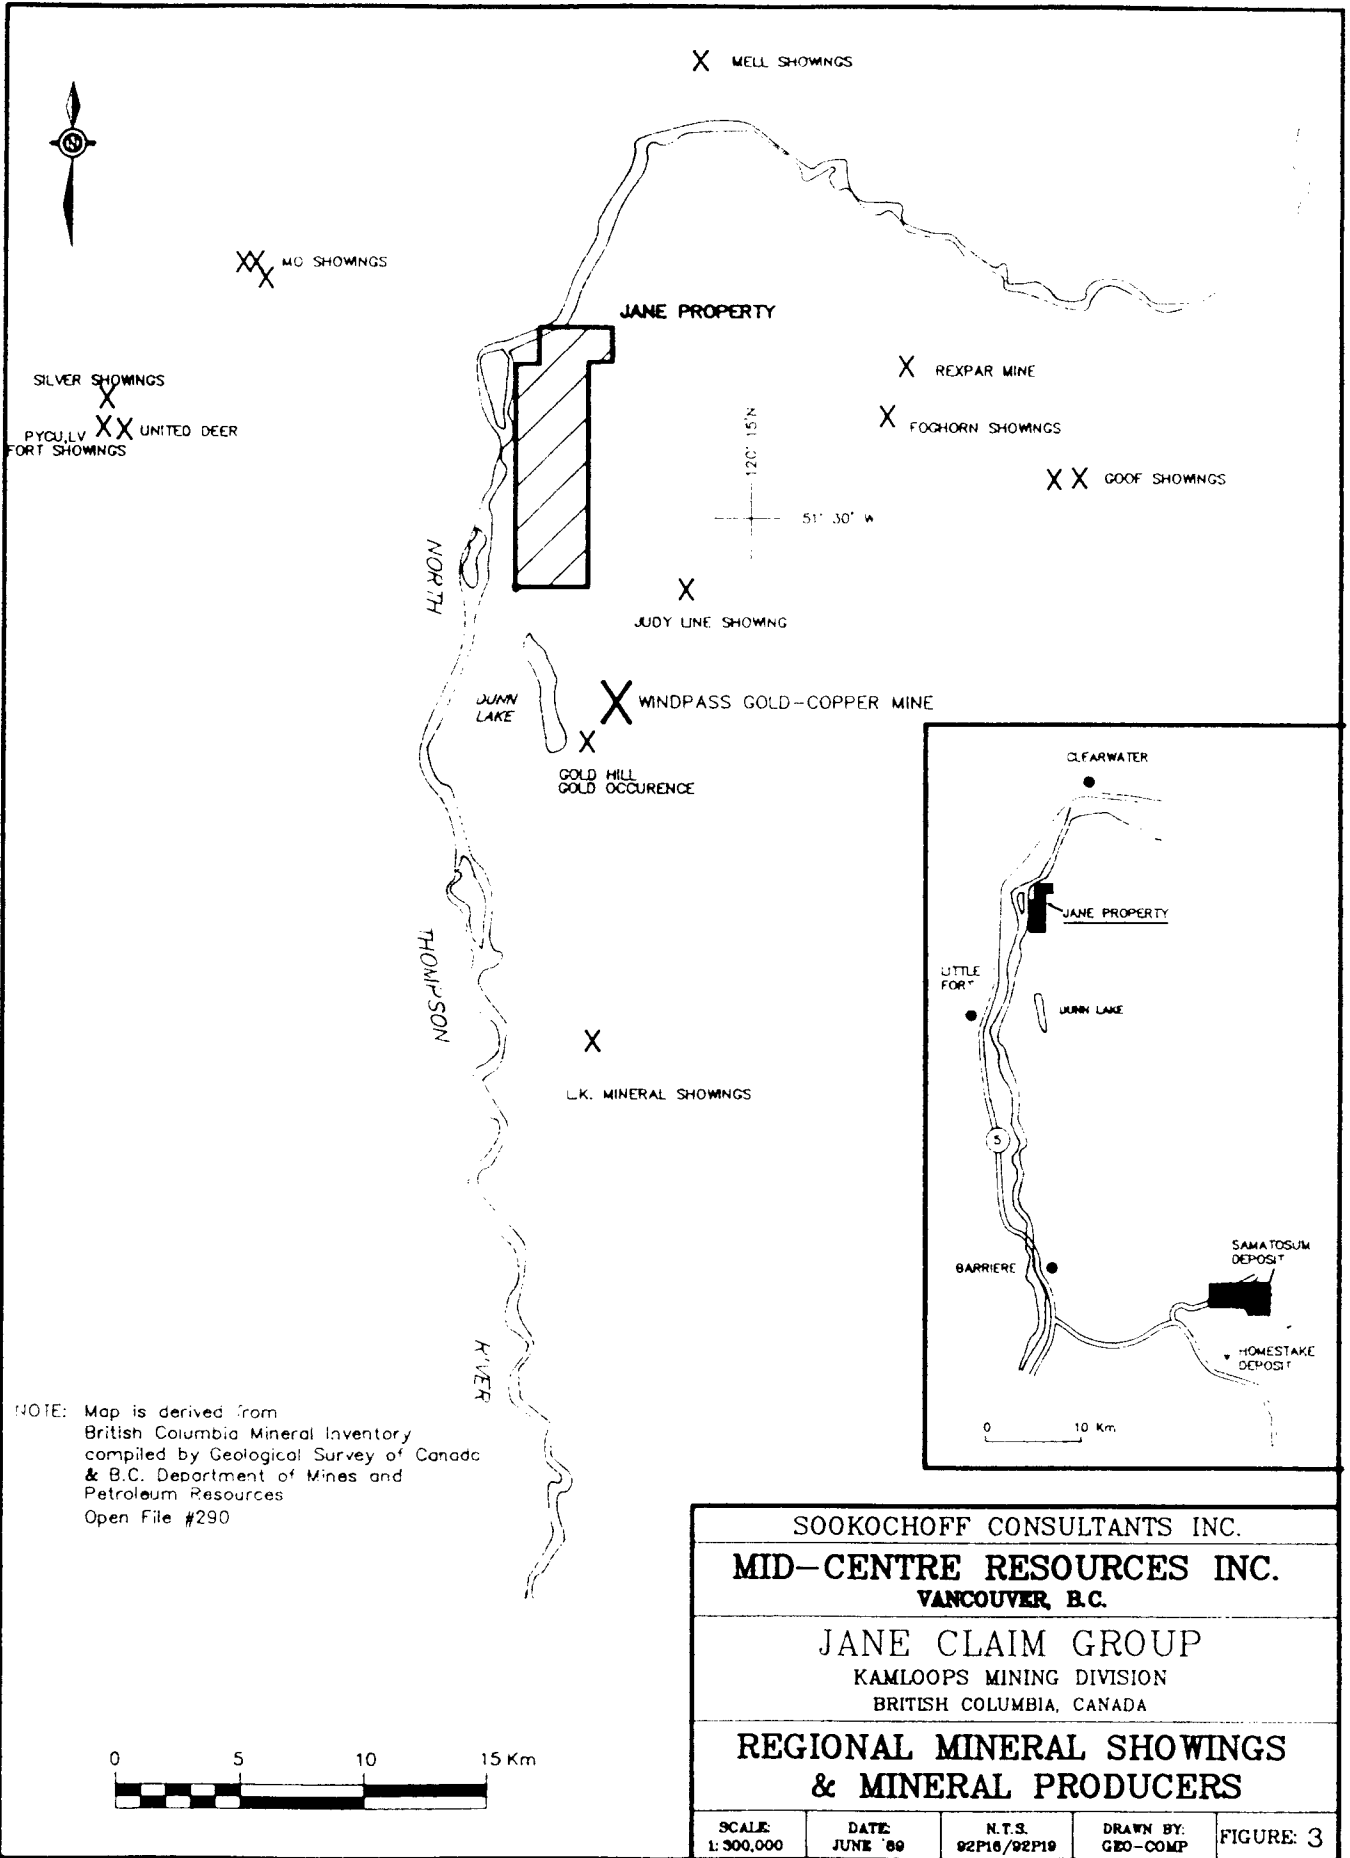 MELL SHOWINGS
N
MO SHOWINGS
JANE PROPERTY
SILVER SHOWINGS
REXPAR MINE
PYCU,LV
FORT SHOWINGS
UNITED DEER
FOGHORN SHOWINGS
120° 15'N
GOOF SHOWINGS
51° 30' W
NORTH
JUDY LINE SHOWING
DUNN
LAKE
WINDPASS GOLD-COPPER MINE
GOLD HILL
GOLD OCCURENCE
THOMPSON
L.K. MINERAL SHOWINGS
RIVER
CLEARWATER
JANE PROPERTY
LITTLE
FORT
DUNN LAKE
5
BARRIERE
SAMATOSUM
DEPOSIT
HOMESTAKE
DEPOSIT
0 10 Km
NOTE: Map is derived from
British Columbia Mineral Inventory
compiled by Geological Survey of Canada
& B.C. Department of Mines and
Petroleum Resources
Open File #290
0 5 10 15 Km
SOOKOCHOFF CONSULTANTS INC.
MID-CENTRE RESOURCES INC.
VANCOUVER, B.C.
JANE CLAIM GROUP
KAMLOOPS MINING DIVISION
BRITISH COLUMBIA, CANADA
REGIONAL MINERAL SHOWINGS
& MINERAL PRODUCERS
SCALE:
1: 300,000
DATE:
JUNE '89
N.T.S.
92P16/92P19
DRAWN BY:
GEO-COMP
FIGURE: 3